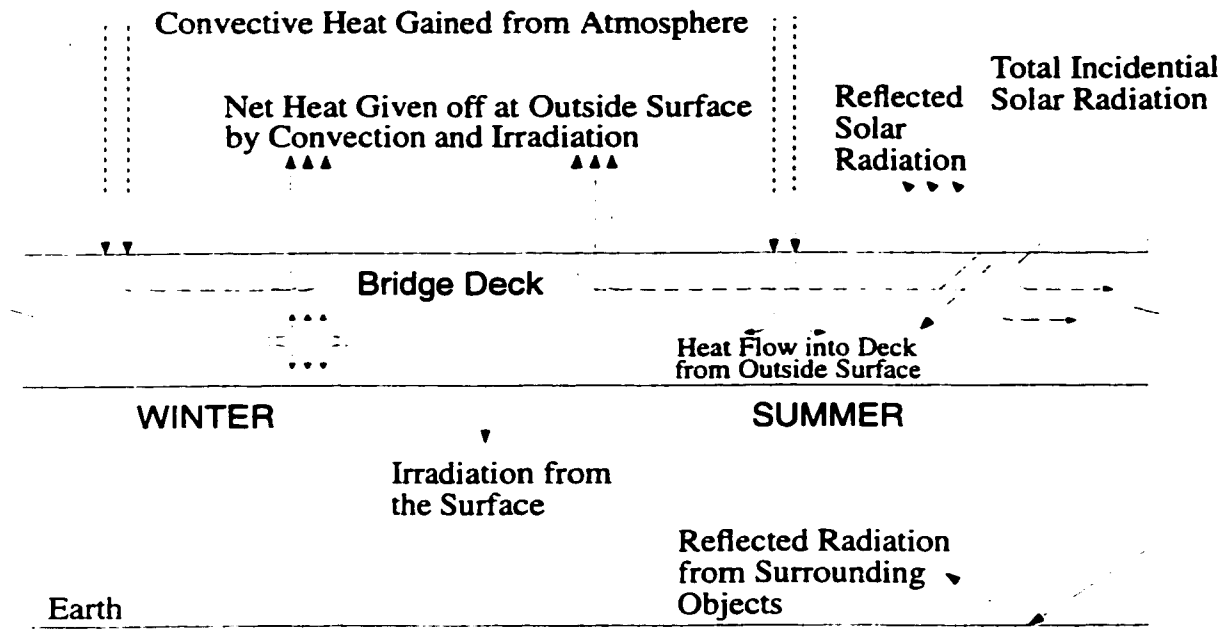 Convective Heat Gained from Atmosphere
Net Heat Given off at Outside Surface
by Convection and Irradiation
Reflected
Solar
Radiation
Total Incidential
Solar Radiation
Bridge Deck
Heat Flow into Deck
from Outside Surface
WINTER
SUMMER
Irradiation from
the Surface
Reflected Radiation
from Surrounding
Objects
Earth